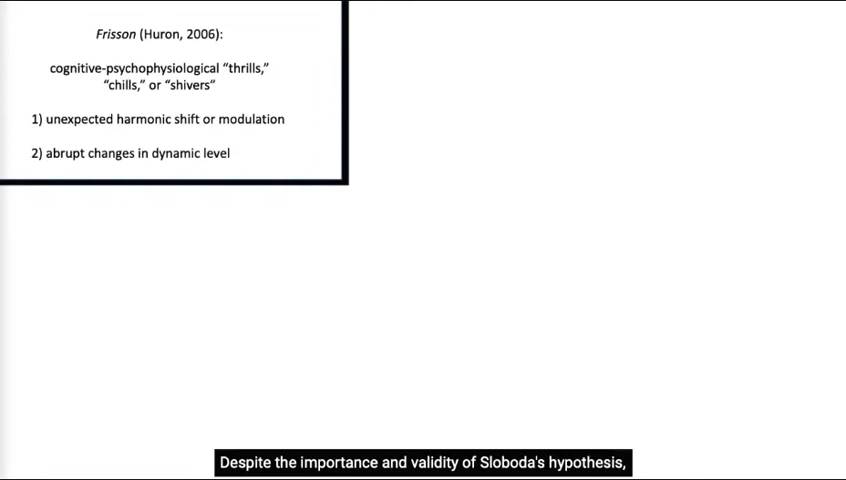 Frisson (Huron, 2006):
cognitive-psychophysiological “thrills,”
“chills,” or “shivers”
1) unexpected harmonic shift or modulation
2) abrupt changes in dynamic level
Despite the importance and validity of Sloboda's hypothesis,